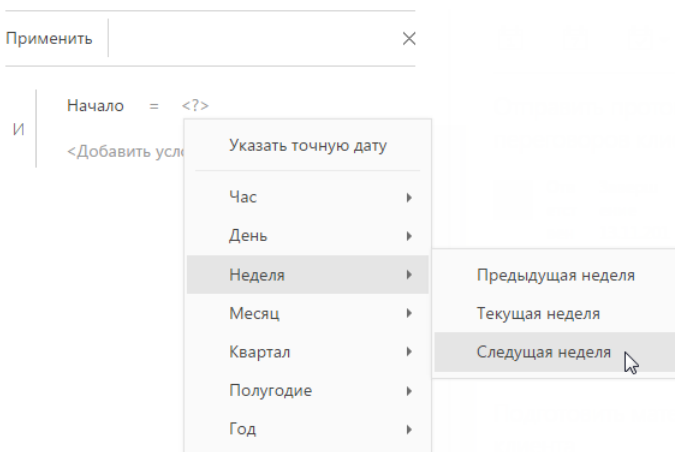 Применить
Начало = <?>
И
<Добавить усл
Указать точную дату
Час
День
Неделя
Месяц
Квартал
Полугодие
Год
Предыдущая неделя
Текущая неделя
Следущая неделя